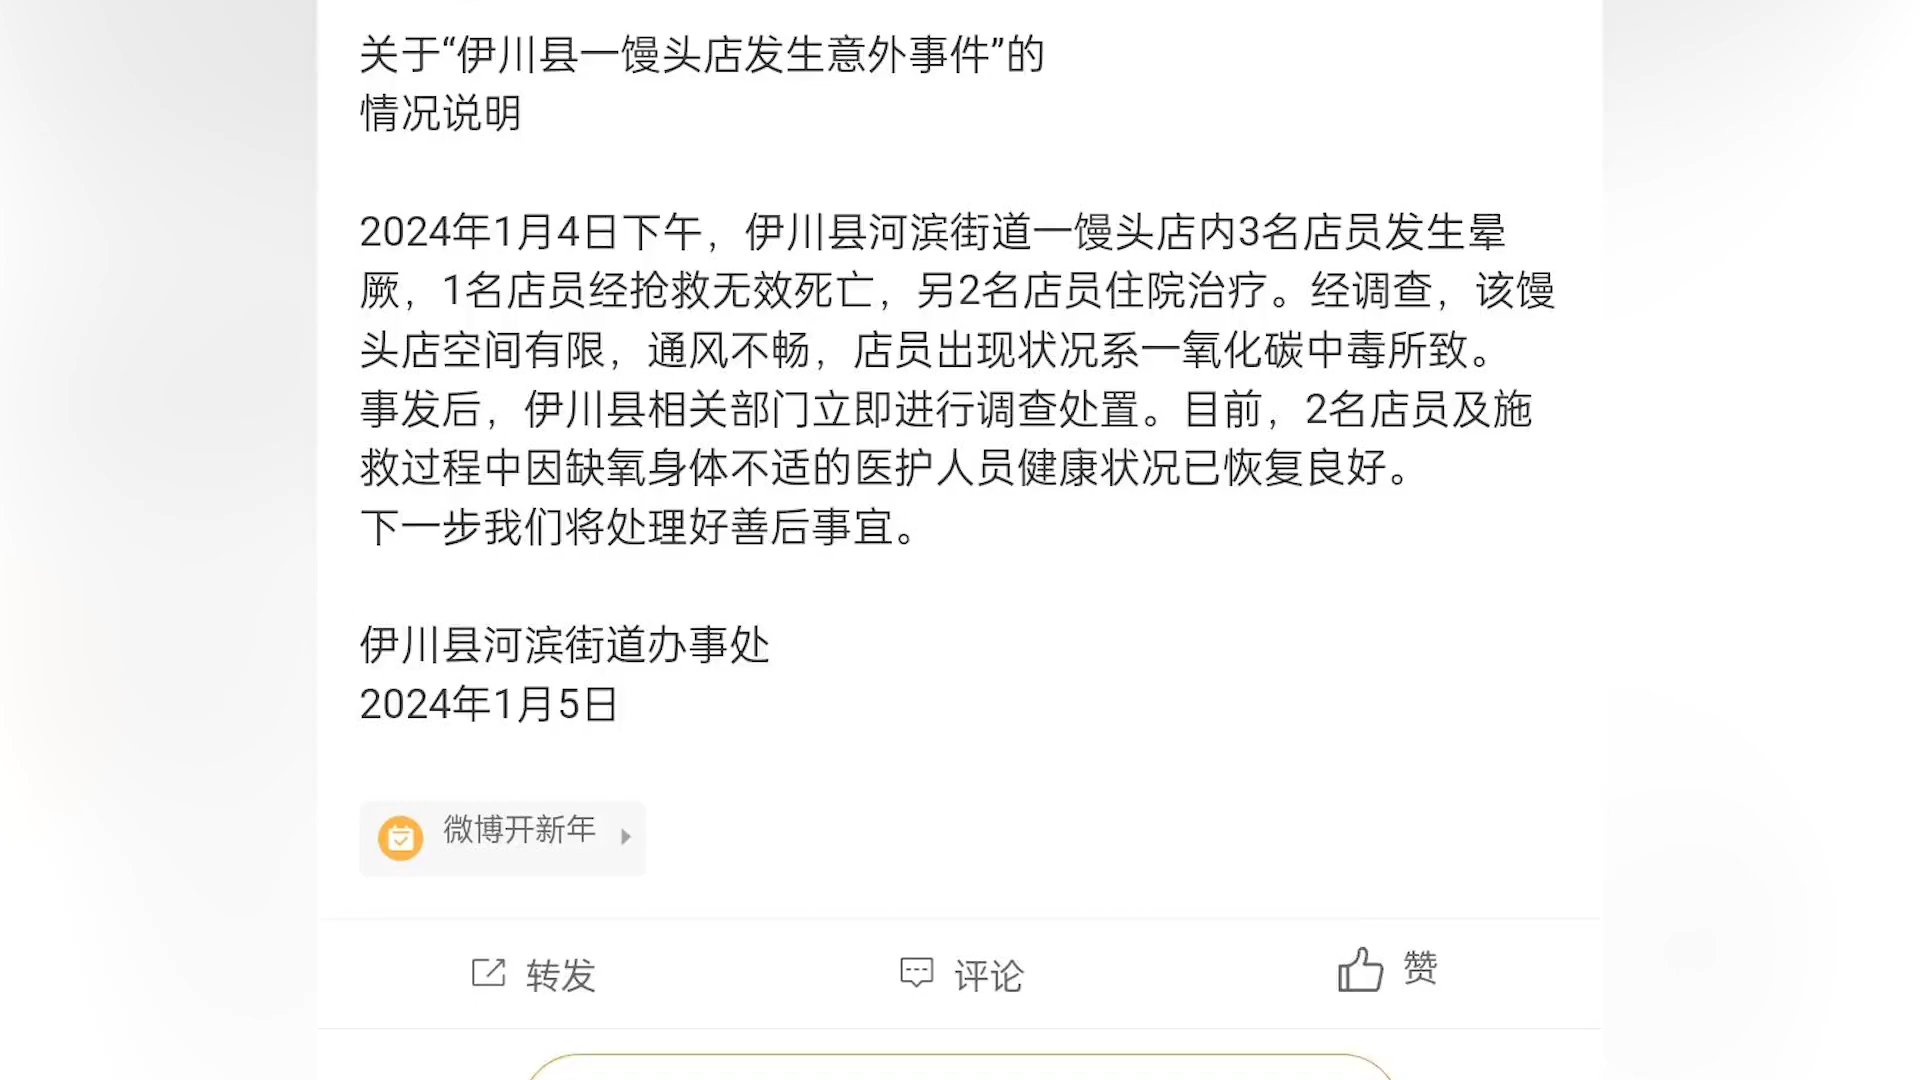 关于“伊川县一馒头店发生意外事件”的
情况说明
2024年1月4日下午，伊川县河滨街道一馒头店内3名店员发生晕
厥，1名店员经抢救无效死亡，另2名店员住院治疗。经调查，该馒
头店空间有限，通风不畅，店员出现状况系一氧化碳中毒所致。
事发后，伊川县相关部门立即进行调查处置。目前，2名店员及施
救过程中因缺氧身体不适的医护人员健康状况已恢复良好。
下一步我们将处理好善后事宜。
伊川县河滨街道办事处
2024年1月5日
微博开新年
转发
评论
赞